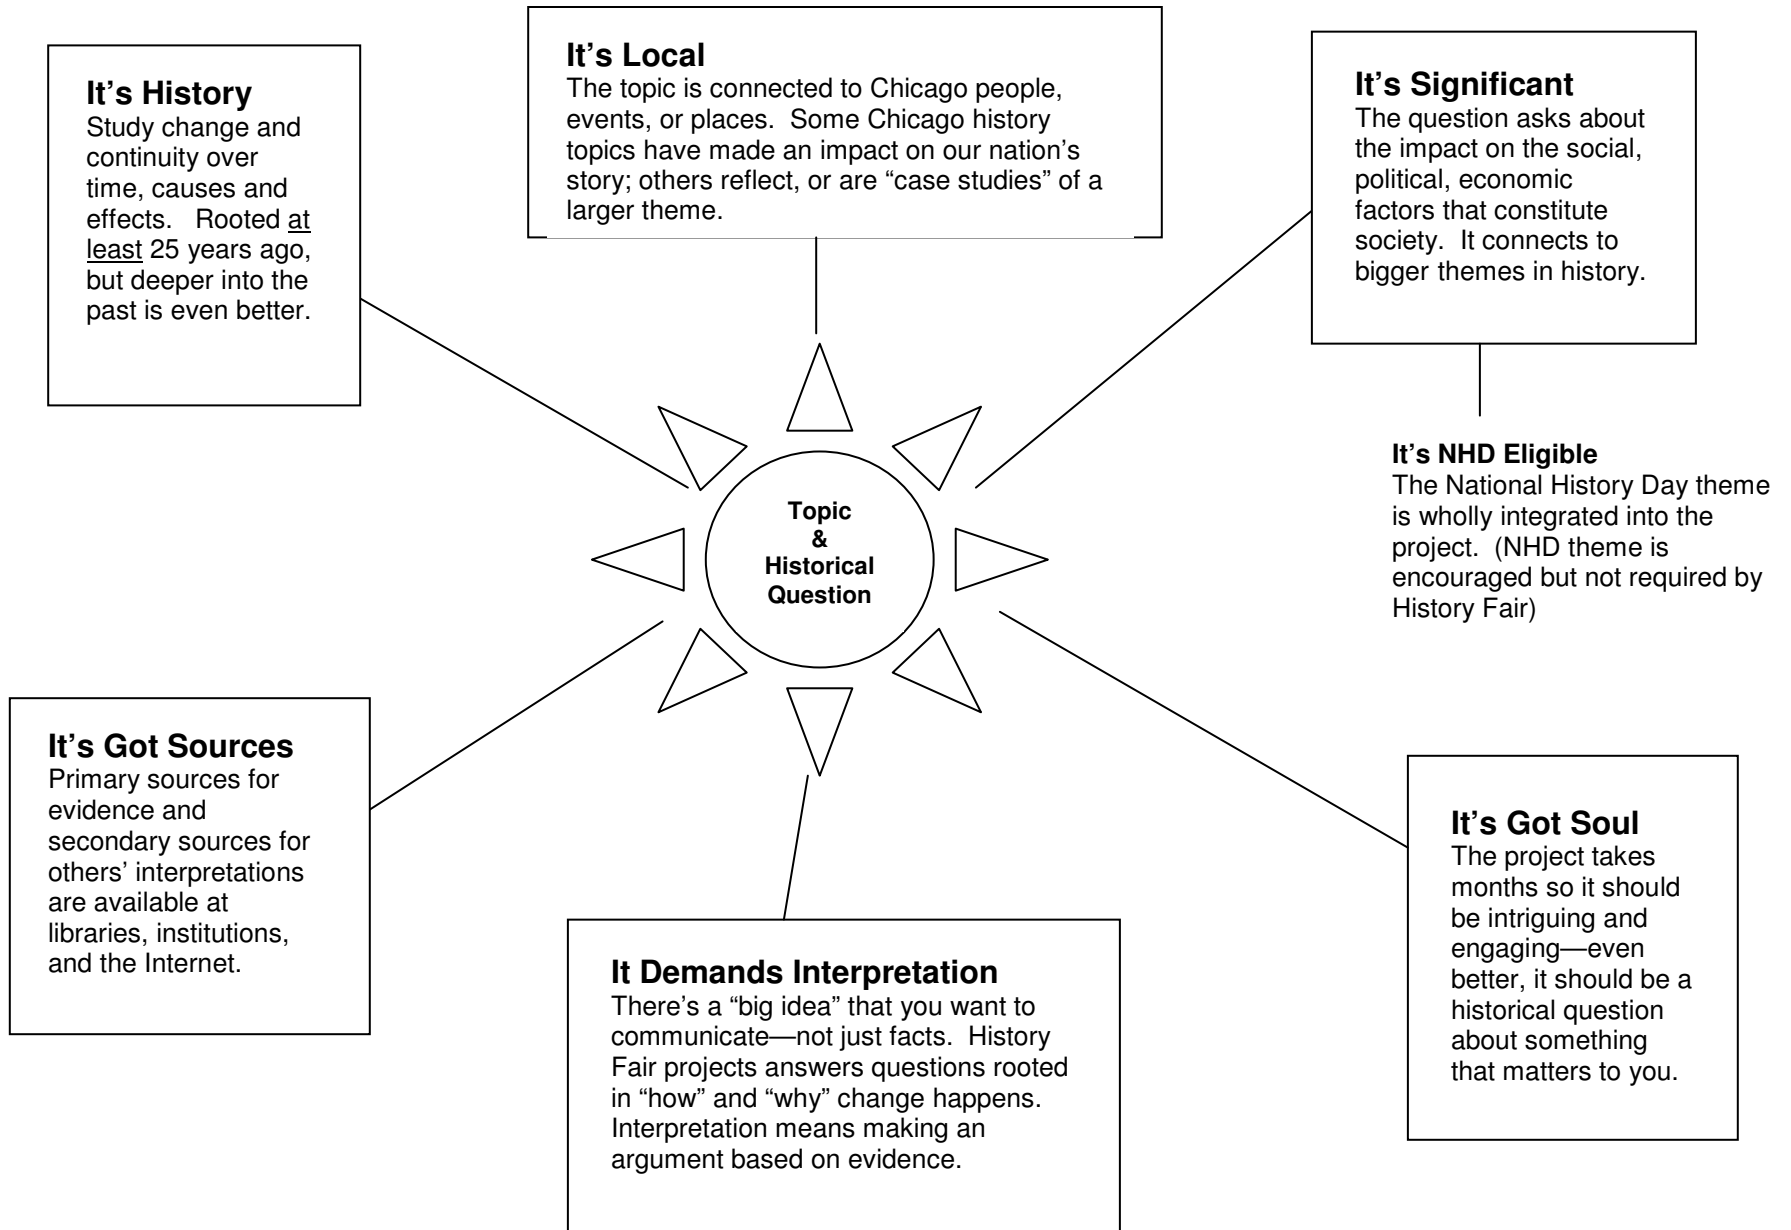 It's History
Study change and
continuity over
time, causes and
effects.   Rooted at
least 25 years ago,
but deeper into the
past is even better.
It's Local
The topic is connected to Chicago people,
events, or places.  Some Chicago history
topics have made an impact on our nation's
story; others reflect, or are “case studies” of a
larger theme.
It's Significant
The question asks about
the impact on the social,
political, economic
factors that constitute
society.  It connects to
bigger themes in history.
It's NHD Eligible
The National History Day theme
is wholly integrated into the
project.  (NHD theme is
encouraged but not required by
History Fair)
Topic
&
Historical
Question
It's Got Sources
Primary sources for
evidence and
secondary sources for
others' interpretations
are available at
libraries, institutions,
and the Internet.
It Demands Interpretation
There's a “big idea” that you want to
communicate—not just facts.  History
Fair projects answers questions rooted
in “how” and “why” change happens.
Interpretation means making an
argument based on evidence.
It's Got Soul
The project takes
months so it should
be intriguing and
engaging—even
better, it should be a
historical question
about something
that matters to you.